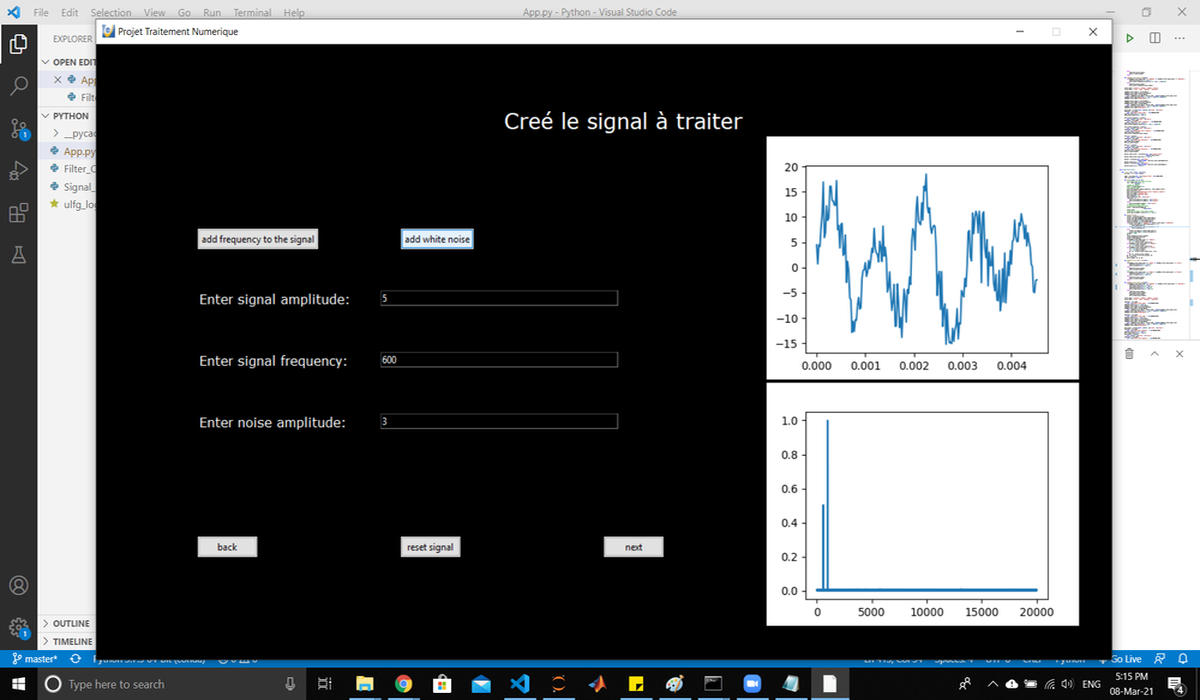 File Edit Selection View Go Run Terminal Help
App.py - Python - Visual Studio Code
EXPLORER
OPEN EDIT
App
Filt
PYTHON
__pycac
App.py
Filter_C
Signal_
ulfg_log
OUTLINE
TIMELINE
Projet Traitement Numerique
Creé le signal à traiter
add frequency to the signal
add white noise
Enter signal amplitude: 5
Enter signal frequency: 600
Enter noise amplitude: 3
back
reset signal
next
20
15
10
5
0
−5
−10
−15
0.000 0.001 0.002 0.003 0.004
1.0
0.8
0.6
0.4
0.2
0.0
0 5000 10000 15000 20000
master*
Go Live
Type here to search
ENG
5:15 PM
08-Mar-21
4